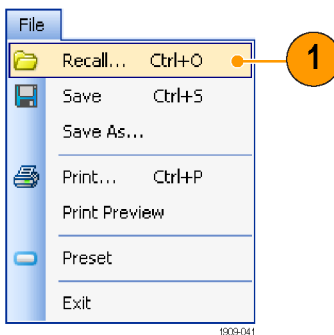 File
Recall... Ctrl+O
1
Save Ctrl+S
Save As...
Print... Ctrl+P
Print Preview
Preset
Exit
1909-041